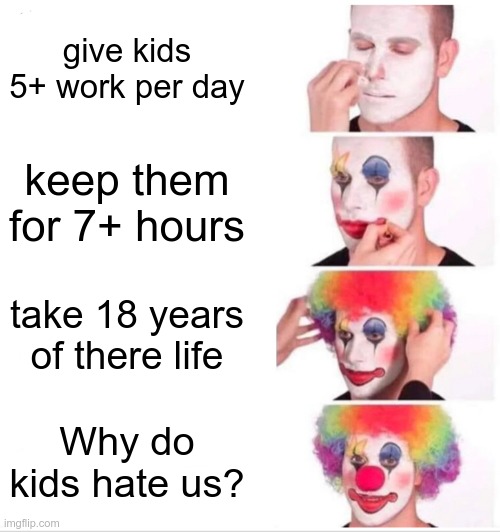 give kids
5+ work per day
keep them
for 7+ hours
take 18 years
of there life
Why do
kids hate us?
imgflip.com